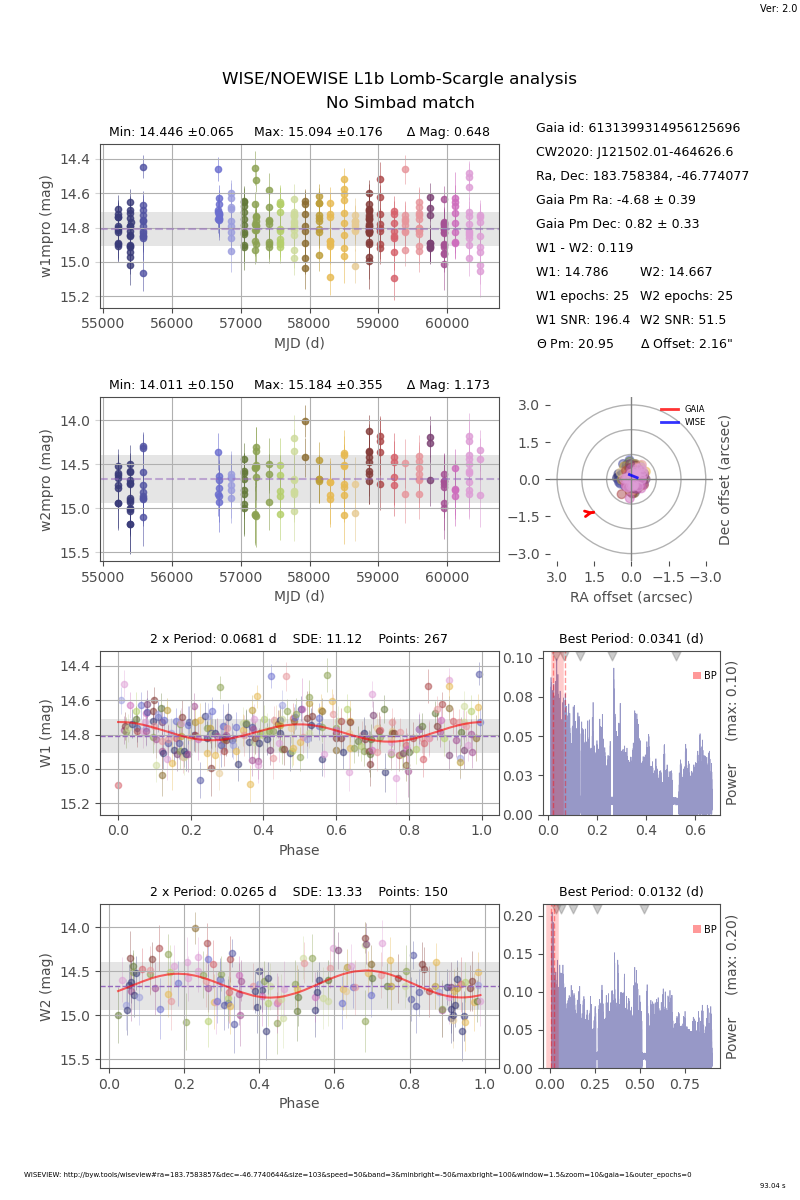 Ver: 2.0
WISE/NOEWISE L1b Lomb-Scargle analysis
No Simbad match
Min: 14.446 ±0.065 Max: 15.094 ±0.176 Δ Mag: 0.648
14.4
14.6
14.8
15.0
15.2
w1mpro (mag)
55000 56000 57000 58000 59000 60000
MJD (d)
Gaia id: 6131399314956125696
CW2020: J121502.01-464626.6
Ra, Dec: 183.758384, -46.774077
Gaia Pm Ra: -4.68 ± 0.39
Gaia Pm Dec: 0.82 ± 0.33
W1 - W2: 0.119
W1: 14.786 W2: 14.667
W1 epochs: 25 W2 epochs: 25
W1 SNR: 196.4 W2 SNR: 51.5
Θ Pm: 20.95 Δ Offset: 2.16"
Min: 14.011 ±0.150 Max: 15.184 ±0.355 Δ Mag: 1.173
14.0
14.5
15.0
15.5
w2mpro (mag)
55000 56000 57000 58000 59000 60000
MJD (d)
GAIA
WISE
3.0
1.5
0.0
−1.5
−3.0
Dec offset (arcsec)
3.0 1.5 0.0 −1.5 −3.0
RA offset (arcsec)
2 x Period: 0.0681 d SDE: 11.12 Points: 267
14.4
14.6
14.8
15.0
15.2
W1 (mag)
0.0 0.2 0.4 0.6 0.8 1.0
Phase
Best Period: 0.0341 (d)
BP
0.10
0.08
0.05
0.03
0.00
Power (max: 0.10)
0.0 0.2 0.4 0.6
2 x Period: 0.0265 d SDE: 13.33 Points: 150
14.0
14.5
15.0
15.5
W2 (mag)
0.0 0.2 0.4 0.6 0.8 1.0
Phase
Best Period: 0.0132 (d)
BP
0.20
0.15
0.10
0.05
0.00
Power (max: 0.20)
0.00 0.25 0.50 0.75
WISEVIEW: http://byw.tools/wiseview#ra=183.7583857&dec=-46.7740644&size=103&speed=50&band=3&minbright=-50&maxbright=100&window=1.5&zoom=10&gaia=1&outer_epochs=0
93.04 s